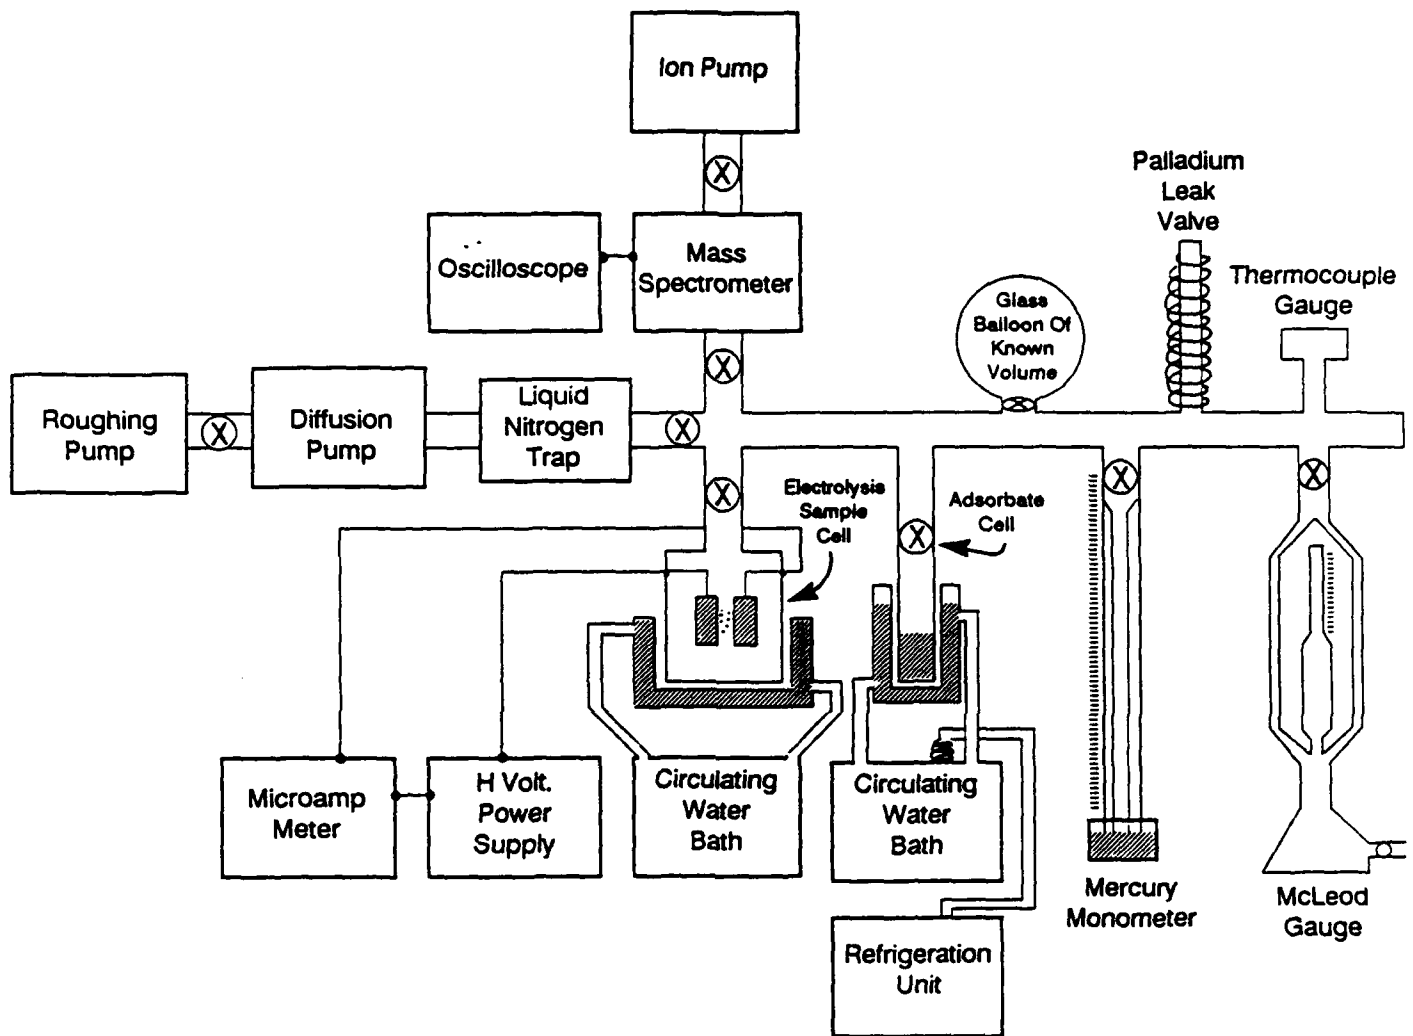 Ion Pump
Palladium
Leak
Valve
Oscilloscope
Mass
Spectrometer
Glass
Balloon Of
Known
Volume
Thermocouple
Gauge
Roughing
Pump
Diffusion
Pump
Liquid
Nitrogen
Trap
Electrolysis
Sample
Cell
Adsorbate
Cell
Microamp
Meter
H Volt.
Power
Supply
Circulating
Water
Bath
Circulating
Water
Bath
Mercury
Monometer
McLeod
Gauge
Refrigeration
Unit